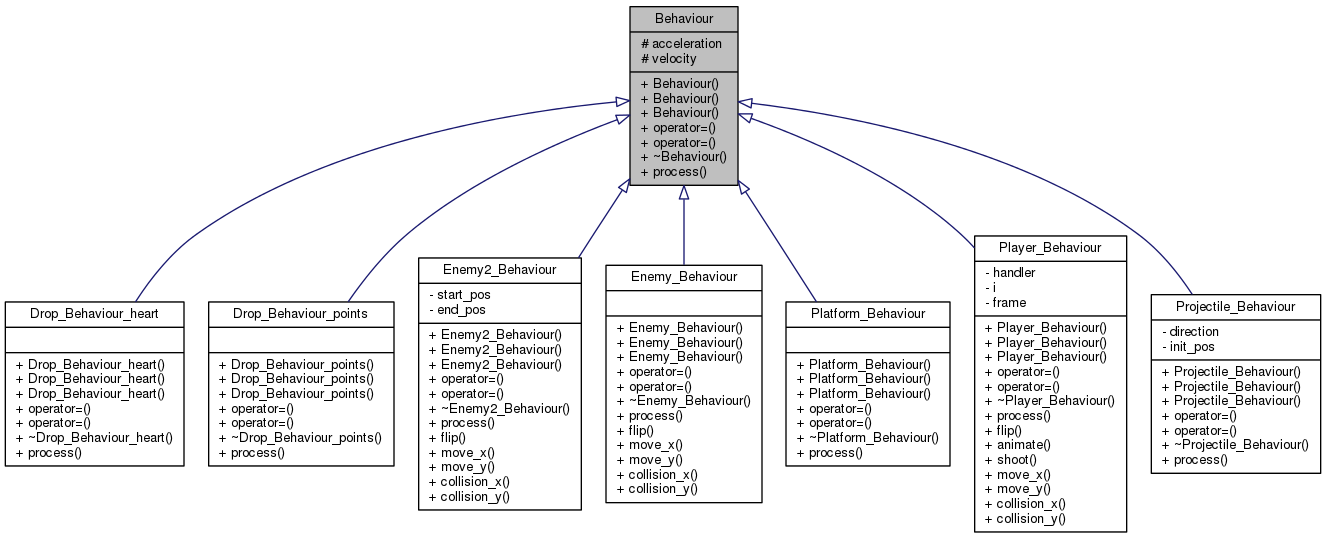 Behaviour
# acceleration
# velocity
+ Behaviour()
+ Behaviour()
+ Behaviour()
+ operator=()
+ operator=()
+ ~Behaviour()
+ process()
Drop_Behaviour_heart
+ Drop_Behaviour_heart()
+ Drop_Behaviour_heart()
+ Drop_Behaviour_heart()
+ operator=()
+ operator=()
+ ~Drop_Behaviour_heart()
+ process()
Drop_Behaviour_points
+ Drop_Behaviour_points()
+ Drop_Behaviour_points()
+ Drop_Behaviour_points()
+ operator=()
+ operator=()
+ ~Drop_Behaviour_points()
+ process()
Enemy2_Behaviour
- start_pos
- end_pos
+ Enemy2_Behaviour()
+ Enemy2_Behaviour()
+ Enemy2_Behaviour()
+ operator=()
+ operator=()
+ ~Enemy2_Behaviour()
+ process()
+ flip()
+ move_x()
+ move_y()
+ collision_x()
+ collision_y()
Enemy_Behaviour
+ Enemy_Behaviour()
+ Enemy_Behaviour()
+ Enemy_Behaviour()
+ operator=()
+ operator=()
+ ~Enemy_Behaviour()
+ process()
+ flip()
+ move_x()
+ move_y()
+ collision_x()
+ collision_y()
Platform_Behaviour
+ Platform_Behaviour()
+ Platform_Behaviour()
+ Platform_Behaviour()
+ operator=()
+ operator=()
+ ~Platform_Behaviour()
+ process()
Player_Behaviour
- handler
- i
- frame
+ Player_Behaviour()
+ Player_Behaviour()
+ Player_Behaviour()
+ operator=()
+ operator=()
+ ~Player_Behaviour()
+ process()
+ flip()
+ animate()
+ shoot()
+ move_x()
+ move_y()
+ collision_x()
+ collision_y()
Projectile_Behaviour
- direction
- init_pos
+ Projectile_Behaviour()
+ Projectile_Behaviour()
+ Projectile_Behaviour()
+ operator=()
+ operator=()
+ ~Projectile_Behaviour()
+ process()